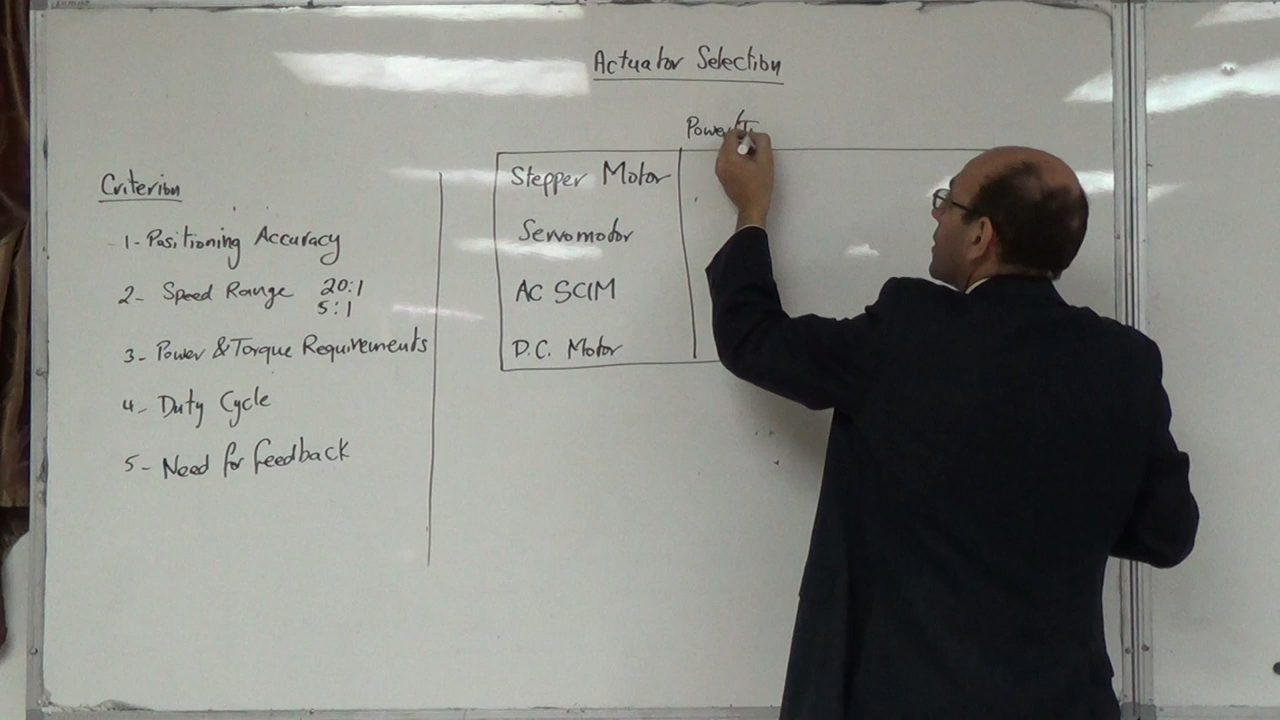 Actuator Selection
Criterion
1- Positioning Accuracy
2- Speed Range 20:1
5:1
3- Power & Torque Requirements
4- Duty Cycle
5- Need for feedback
Power/T
Stepper Motor
Servomotor
AC SCIM
D.C. Motor